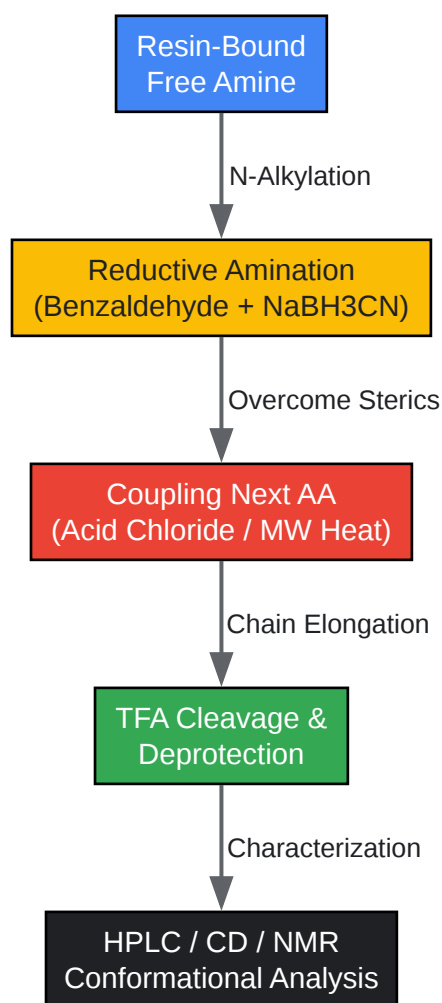 Resin-Bound
Free Amine
N-Alkylation
Reductive Amination
(Benzaldehyde + NaBH3CN)
Overcome Sterics
Coupling Next AA
(Acid Chloride / MW Heat)
Chain Elongation
TFA Cleavage &
Deprotection
Characterization
HPLC / CD / NMR
Conformational Analysis